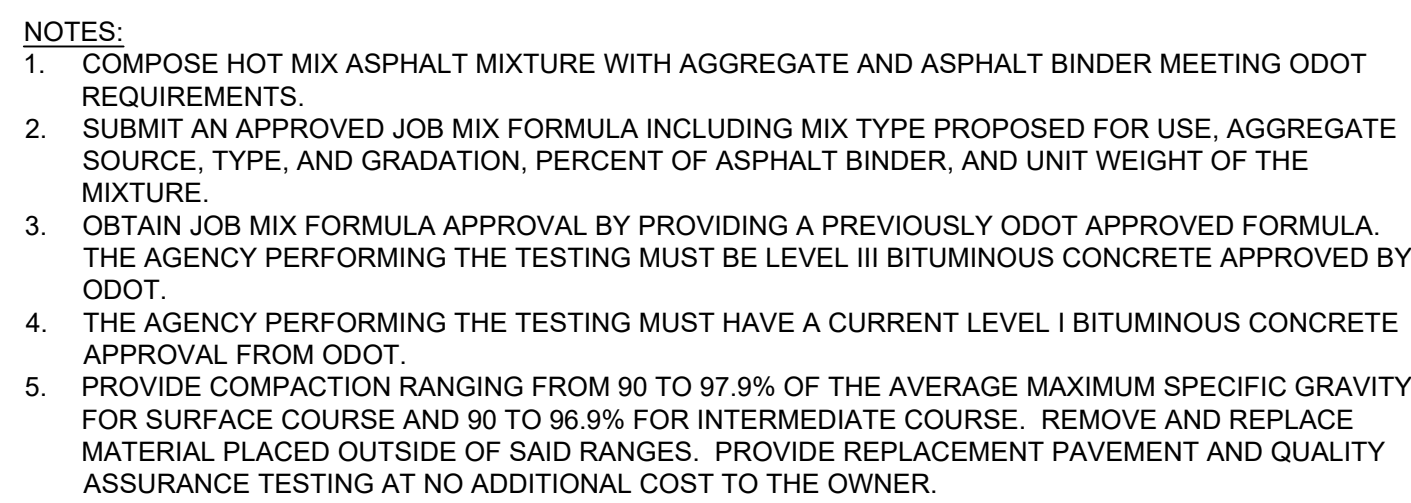 NOTES:
1. COMPOSE HOT MIX ASPHALT MIXTURE WITH AGGREGATE AND ASPHALT BINDER MEETING ODOT
REQUIREMENTS.
2. SUBMIT AN APPROVED JOB MIX FORMULA INCLUDING MIX TYPE PROPOSED FOR USE, AGGREGATE
SOURCE, TYPE, AND GRADATION, PERCENT OF ASPHALT BINDER, AND UNIT WEIGHT OF THE
MIXTURE.
3. OBTAIN JOB MIX FORMULA APPROVAL BY PROVIDING A PREVIOUSLY ODOT APPROVED FORMULA.
THE AGENCY PERFORMING THE TESTING MUST BE LEVEL III BITUMINOUS CONCRETE APPROVED BY
ODOT.
4. THE AGENCY PERFORMING THE TESTING MUST HAVE A CURRENT LEVEL I BITUMINOUS CONCRETE
APPROVAL FROM ODOT.
5. PROVIDE COMPACTION RANGING FROM 90 TO 97.9% OF THE AVERAGE MAXIMUM SPECIFIC GRAVITY
FOR SURFACE COURSE AND 90 TO 96.9% FOR INTERMEDIATE COURSE. REMOVE AND REPLACE
MATERIAL PLACED OUTSIDE OF SAID RANGES. PROVIDE REPLACEMENT PAVEMENT AND QUALITY
ASSURANCE TESTING AT NO ADDITIONAL COST TO THE OWNER.